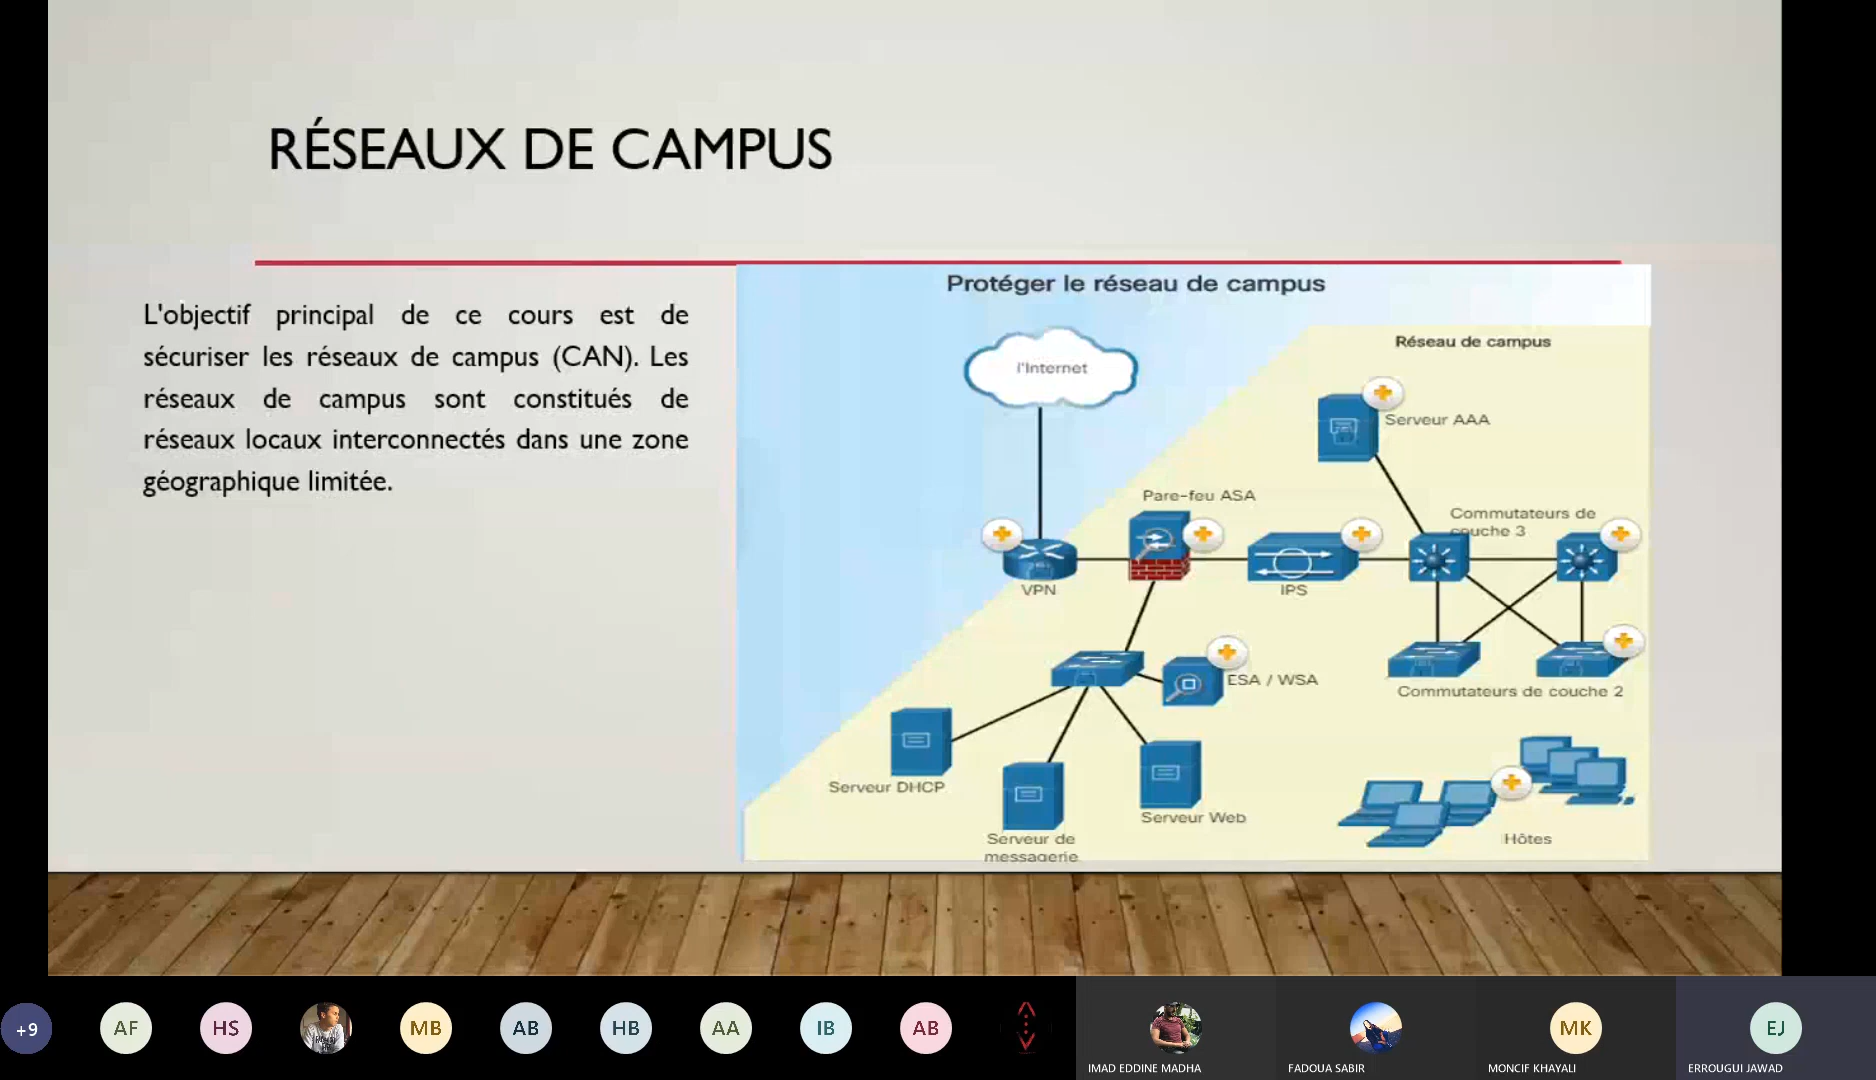 RÉSEAUX DE CAMPUS
L'objectif principal de ce cours est de
sécuriser les réseaux de campus (CAN). Les
réseaux de campus sont constitués de
réseaux locaux interconnectés dans une zone
géographique limitée.
Protéger le réseau de campus
Réseau de campus
l'Internet
Serveur AAA
Pare-feu ASA
Commutateurs de
couche 3
VPN
IPS
ESA / WSA
Commutateurs de couche 2
Serveur DHCP
Serveur Web
Serveur de
messagerie
Hôtes
+9
AF
HS
MB
AB
HB
AA
IB
AB
MK
EJ
IMAD EDDINE MADHA
FADOUA SABIR
MONCIF KHAYALI
ERROUGUI JAWAD